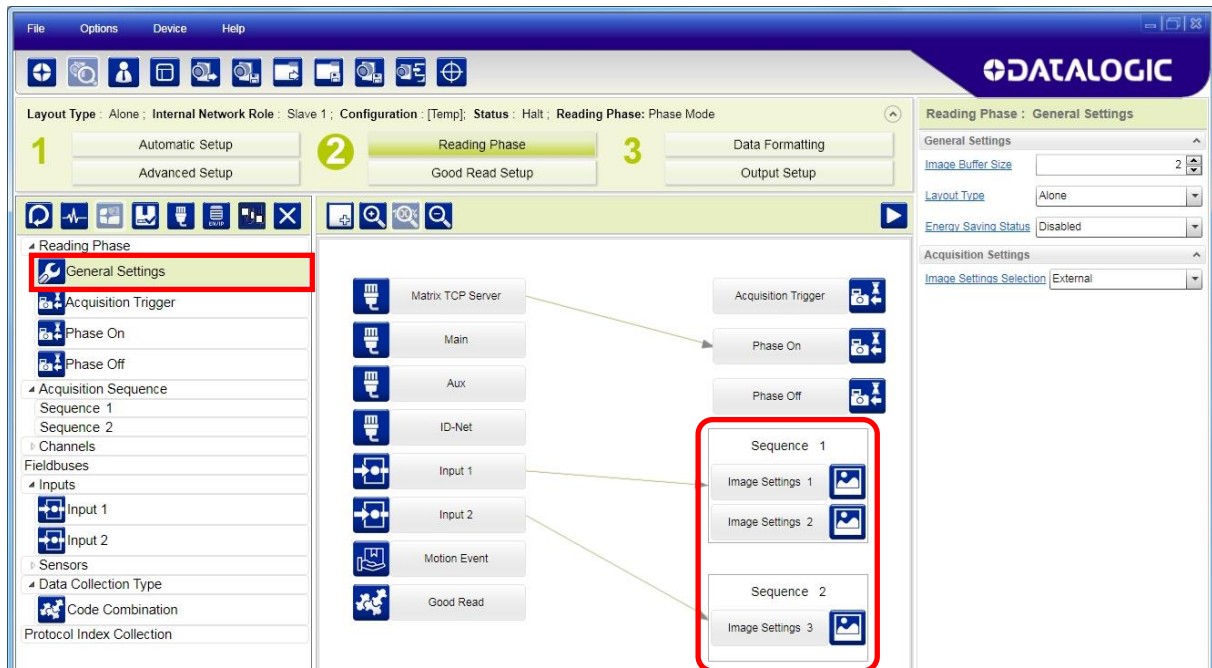 File Options Device Help
DATALOGIC
Layout Type : Alone ; Internal Network Role : Slave 1 ; Configuration : [Temp]; Status : Halt ; Reading Phase: Phase Mode
1 Automatic Setup
Advanced Setup
2 Reading Phase
Good Read Setup
3 Data Formatting
Output Setup
Reading Phase
General Settings
Acquisition Trigger
Phase On
Phase Off
Acquisition Sequence
Sequence 1
Sequence 2
Channels
Fieldbuses
Inputs
Input 1
Input 2
Sensors
Data Collection Type
Code Combination
Protocol Index Collection
Matrix TCP Server
Main
Aux
ID-Net
Input 1
Input 2
Motion Event
Good Read
Acquisition Trigger
Phase On
Phase Off
Sequence 1
Image Settings 1
Image Settings 2
Sequence 2
Image Settings 3
Reading Phase : General Settings
General Settings
Image Buffer Size 2
Layout Type Alone
Energy Saving Status Disabled
Acquisition Settings
Image Settings Selection External